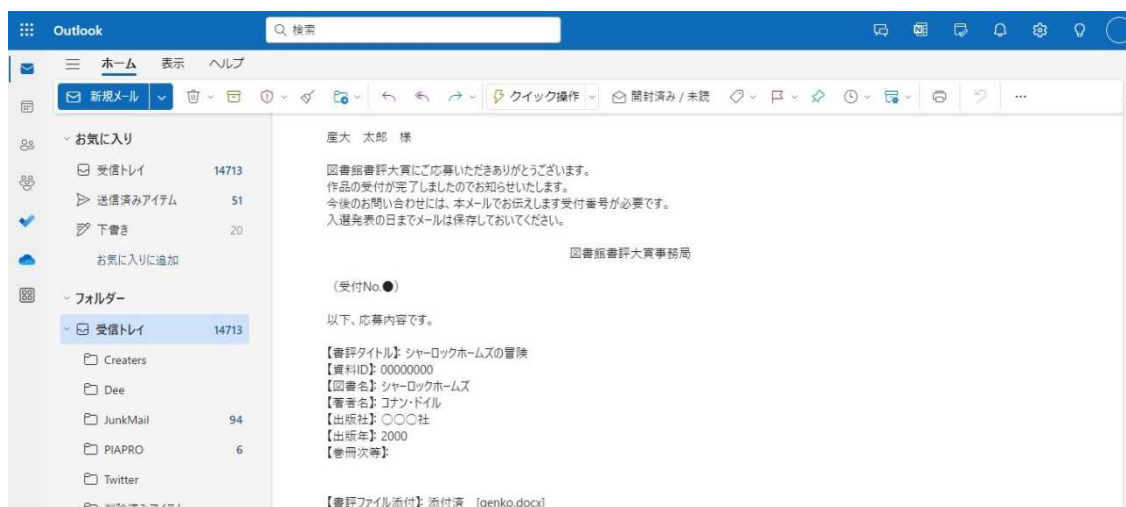 Outlook
検索
ホーム 表示 ヘルプ
新規メール クイック操作 開封済み / 未読
お気に入り
受信トレイ 14713
送信済みアイテム 51
下書き 20
お気に入りに追加
フォルダー
受信トレイ 14713
Creaters
Dee
JunkMail 94
PIAPRO 6
Twitter
産大 太郎 様
図書館書評大賞にご応募いただきありがとうございます。
作品の受付が完了しましたのでお知らせいたします。
今後のお問い合わせには、本メールでお伝えします受付番号が必要です。
入選発表の日までメールは保存しておいてください。
図書館書評大賞事務局
（受付No.●）
以下、応募内容です。
【書評タイトル】: シャーロックホームズの冒険
【資料ID】: 00000000
【図書名】: シャーロックホームズ
【著者名】: コナン・ドイル
【出版社】: 〇〇〇社
【出版年】: 2000
【巻冊次等】:
【書評ファイル添付】: 添付済 [genko.docx]